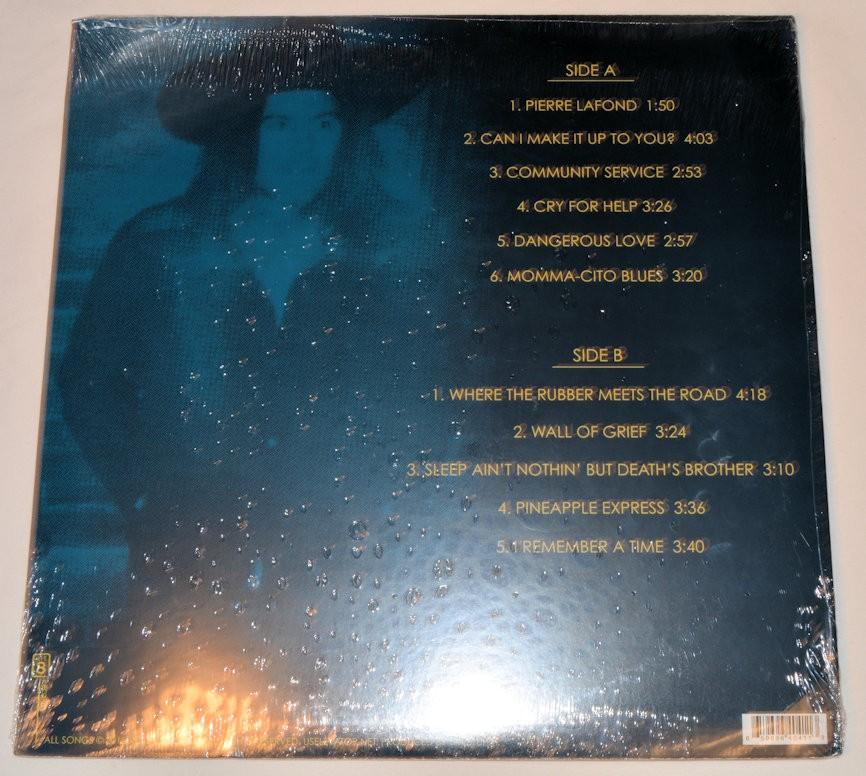 SIDE A
1. PIERRE LAFOND 1:50
2. CAN I MAKE IT UP TO YOU? 4:03
3. COMMUNITY SERVICE 2:53
4. CRY FOR HELP 3:26
5. DANGEROUS LOVE 2:57
6. MOMMA-CITO BLUES 3:20
SIDE B
1. WHERE THE RUBBER MEETS THE ROAD 4:18
2. WALL OF GRIEF 3:24
3. SLEEP AIN'T NOTHIN' BUT DEATH'S BROTHER 3:10
4. PINEAPPLE EXPRESS 3:36
5. I REMEMBER A TIME 3:40
ALL SONGS ©